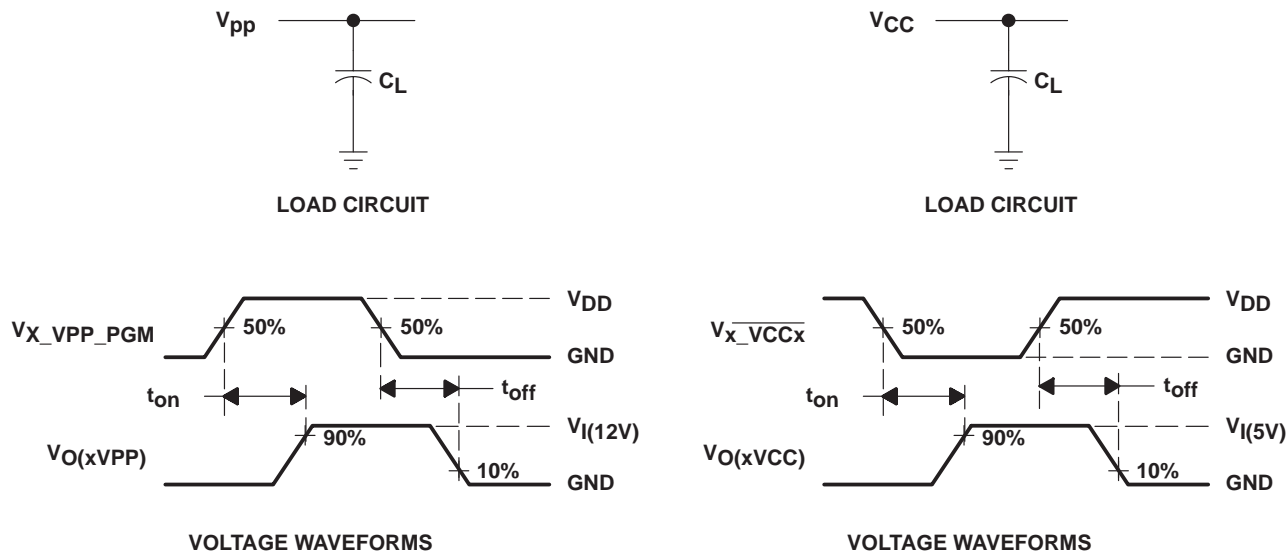 Vpp
CL
LOAD CIRCUIT
VCC
CL
LOAD CIRCUIT
VX_VPP_PGM
50%
50%
VDD
GND
ton
toff
VO(xVPP)
90%
10%
VI(12V)
GND
VOLTAGE WAVEFORMS
Vx_VCCx
50%
50%
VDD
GND
ton
toff
VO(xVCC)
90%
10%
VI(5V)
GND
VOLTAGE WAVEFORMS